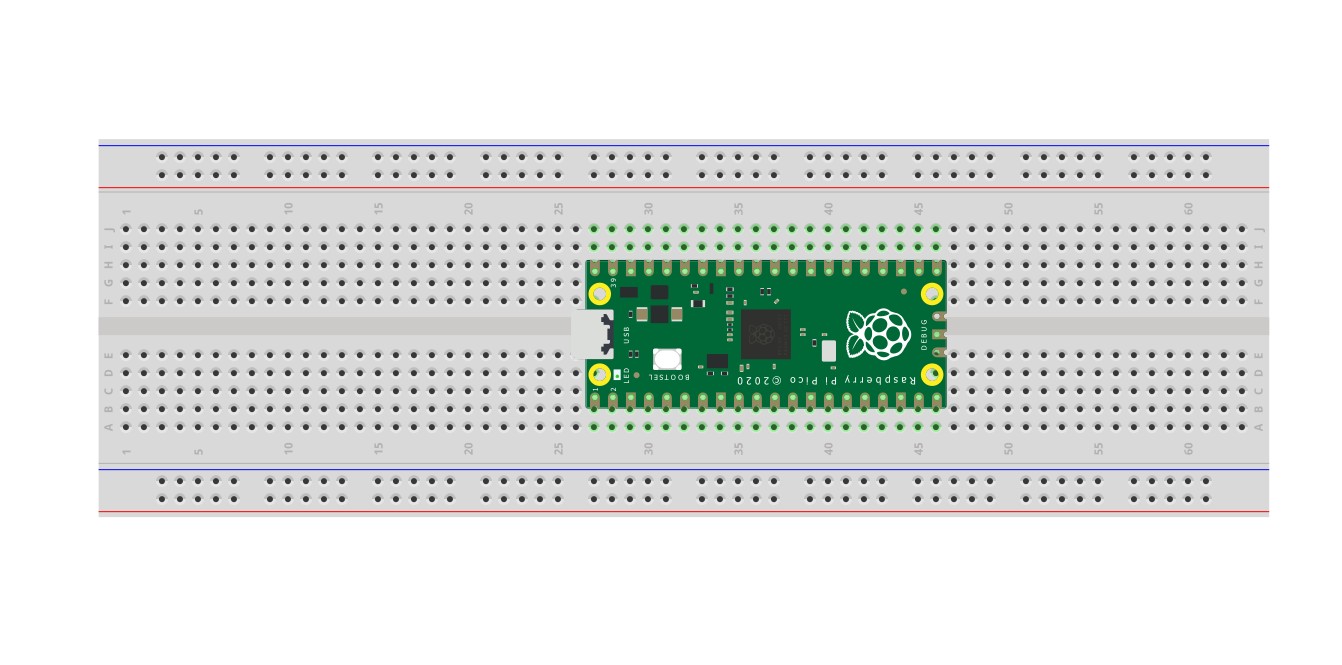 1 5 10 15 20 25 30 35 40 45 50 55 60
J J
I I
H H
G G
F F
39
USB
DEBUG
E E
D D
C C
B B
A A
LED
BOOTSEL
Raspberry Pi Pico ©2020
1
2
1 5 10 15 20 25 30 35 40 45 50 55 60